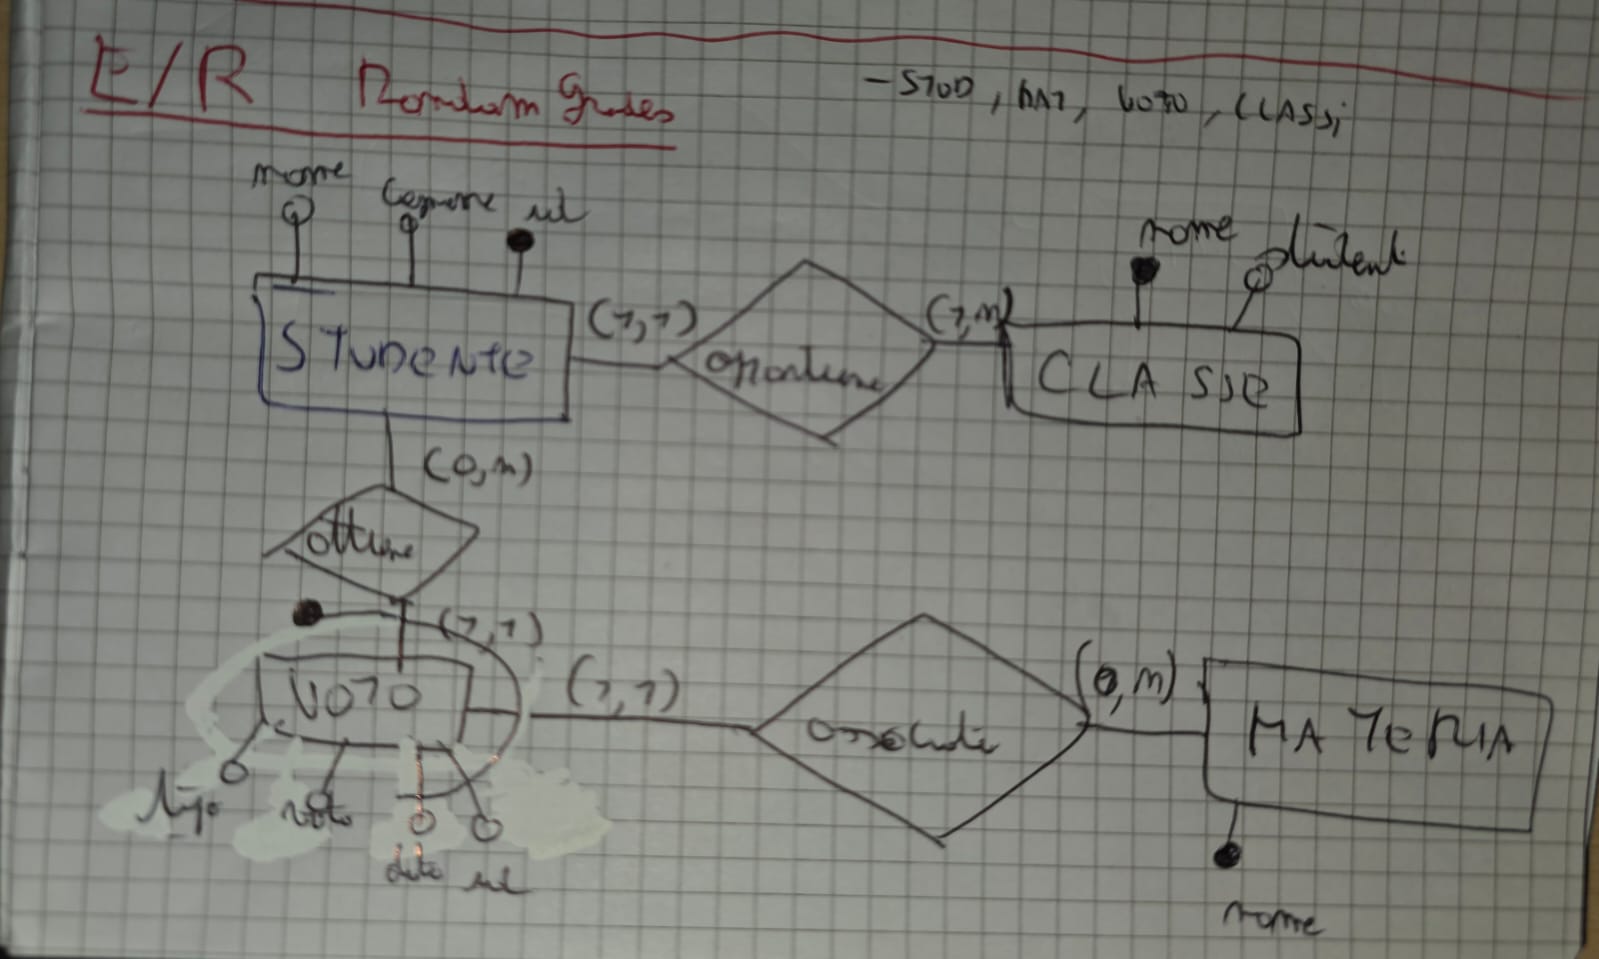 E/R Random Grades
- STUD, MAT, VOTO, CLASSi
nome cognome id
nome studenti
STUDENTE (1,1) appartiene (1,n) CLASSE
(0,n)
ottiene
(1,1)
VOTO (1,1) associato (0,n) MATERIA
tipo voto
data id
nome